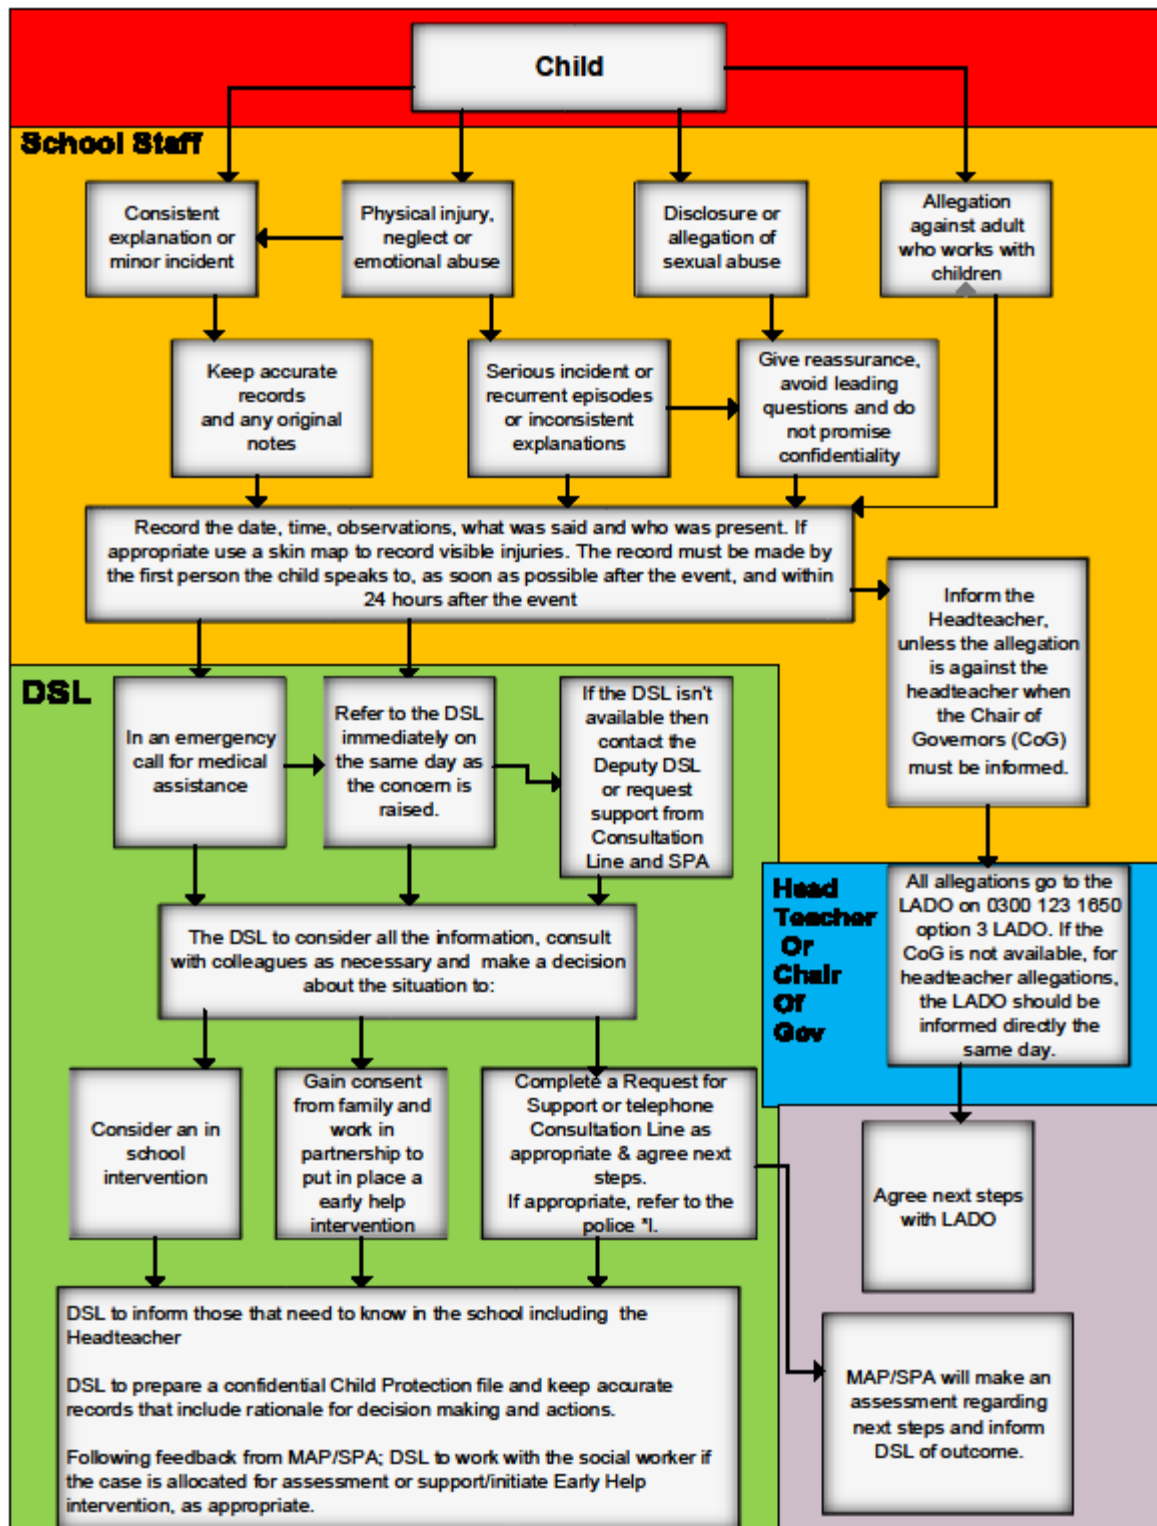 Child
School Staff
Consistent
explanation or
minor incident
Physical injury,
neglect or
emotional abuse
Disclosure or
allegation of
sexual abuse
Allegation
against adult
who works with
children
Keep accurate
records
and any original
notes
Serious incident or
recurrent episodes
or inconsistent
explanations
Give reassurance,
avoid leading
questions and do
not promise
confidentiality
Record the date, time, observations, what was said and who was present. If
appropriate use a skin map to record visible injuries. The record must be made by
the first person the child speaks to, as soon as possible after the event, and within
24 hours after the event
Inform the
Headteacher,
unless the allegation
is against the
headteacher when
the Chair of
Governors (CoG)
must be informed.
DSL
In an emergency
call for medical
assistance
Refer to the DSL
immediately on
the same day as
the concern is
raised.
If the DSL isn't
available then
contact the
Deputy DSL
or request
support from
Consultation
Line and SPA
Head
Teacher
Or
Chair
Of
Gov
All allegations go to the
LADO on 0300 123 1650
option 3 LADO. If the
CoG is not available, for
headteacher allegations,
the LADO should be
informed directly the
same day.
The DSL to consider all the information, consult
with colleagues as necessary and make a decision
about the situation to:
Consider an in
school
intervention
Gain consent
from family and
work in
partnership to
put in place a
early help
intervention
Complete a Request for
Support or telephone
Consultation Line as
appropriate & agree next
steps.
If appropriate, refer to the
police *l.
Agree next steps
with LADO
DSL to inform those that need to know in the school including the
Headteacher
DSL to prepare a confidential Child Protection file and keep accurate
records that include rationale for decision making and actions.
Following feedback from MAP/SPA; DSL to work with the social worker if
the case is allocated for assessment or support/initiate Early Help
intervention, as appropriate.
MAP/SPA will make an
assessment regarding
next steps and inform
DSL of outcome.